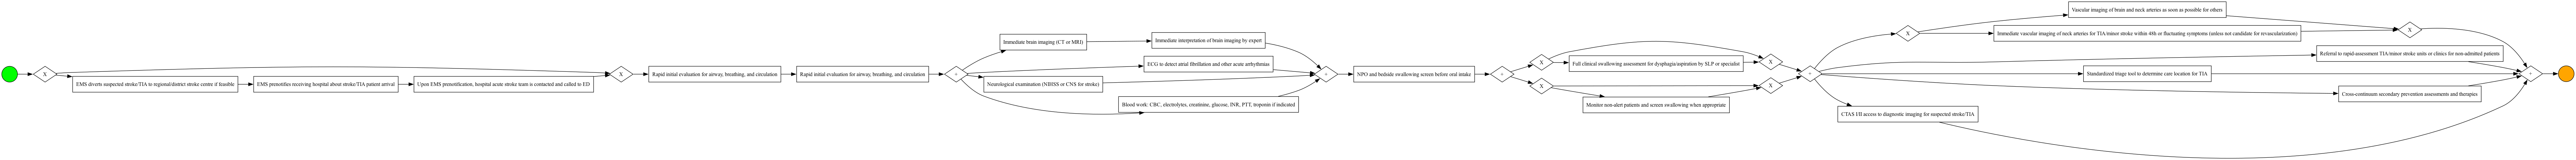 X
EMS diverts suspected stroke/TIA to regional/district stroke centre if feasible
EMS prenotifies receiving hospital about stroke/TIA patient arrival
Upon EMS prenotification, hospital acute stroke team is contacted and called to ED
X
Rapid initial evaluation for airway, breathing, and circulation
Rapid initial evaluation for airway, breathing, and circulation
+
Immediate brain imaging (CT or MRI)
Immediate interpretation of brain imaging by expert
ECG to detect atrial fibrillation and other acute arrhythmias
Neurological examination (NIHSS or CNS for stroke)
Blood work: CBC, electrolytes, creatinine, glucose, INR, PTT, troponin if indicated
+
NPO and bedside swallowing screen before oral intake
+
X
Full clinical swallowing assessment for dysphagia/aspiration by SLP or specialist
X
X
Monitor non-alert patients and screen swallowing when appropriate
X
+
X
Vascular imaging of brain and neck arteries as soon as possible for others
Immediate vascular imaging of neck arteries for TIA/minor stroke within 48h or fluctuating symptoms (unless not candidate for revascularization)
X
Referral to rapid-assessment TIA/minor stroke units or clinics for non-admitted patients
Standardized triage tool to determine care location for TIA
Cross-continuum secondary prevention assessments and therapies
CTAS I/II access to diagnostic imaging for suspected stroke/TIA
+